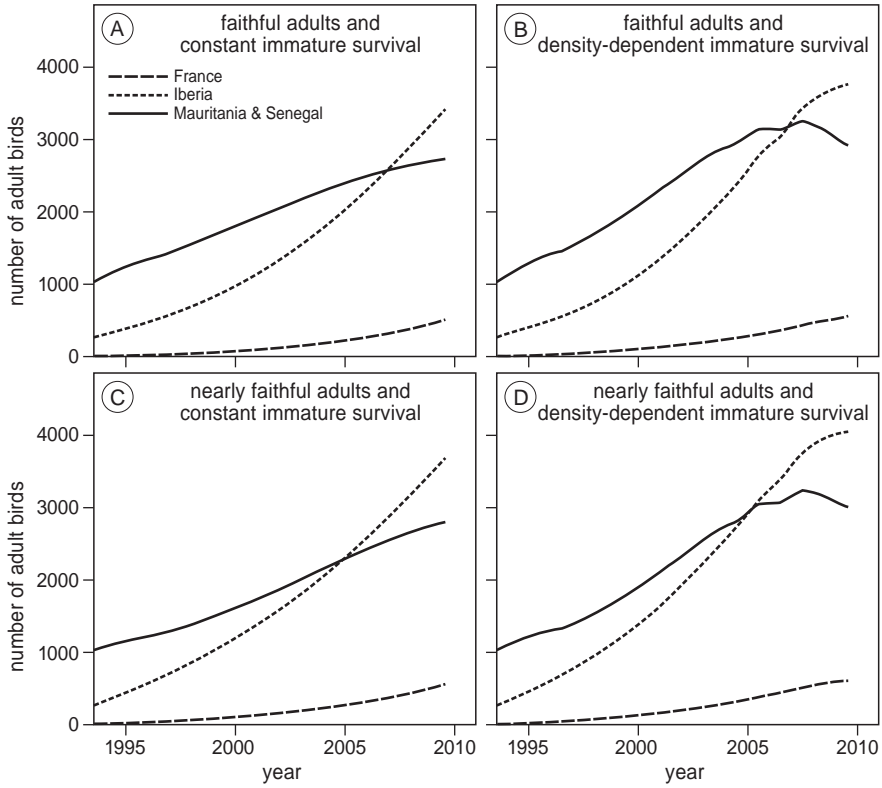 A
faithful adults and
constant immature survival
B
faithful adults and
density-dependent immature survival
number of adult birds
4000
3000
2000
1000
0
France
Iberia
Mauritania & Senegal
C
nearly faithful adults and
constant immature survival
D
nearly faithful adults and
density-dependent immature survival
number of adult birds
4000
3000
2000
1000
0
1995 2000 2005 2010
1995 2000 2005 2010
year
year